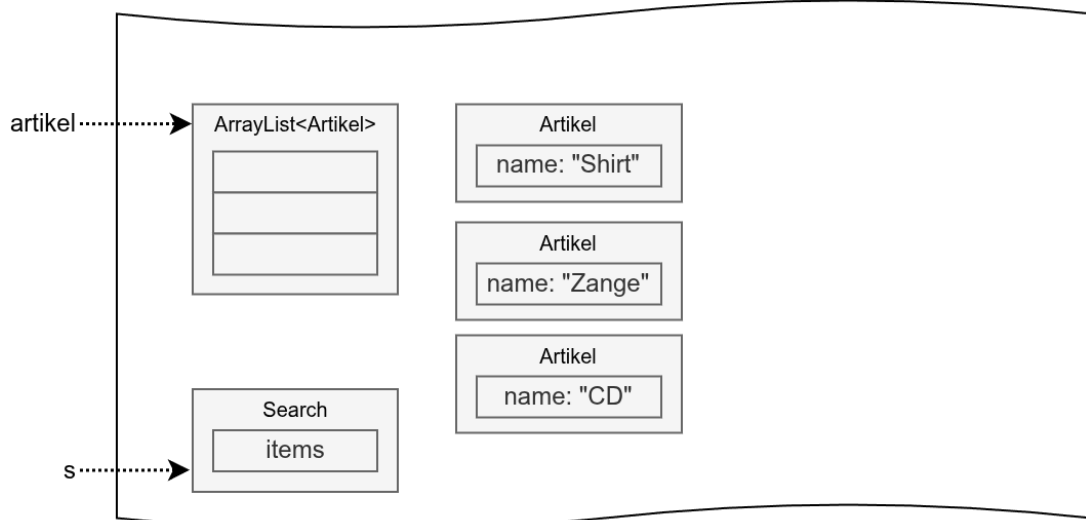 artikel
ArrayList<Artikel>
Artikel
name: "Shirt"
Artikel
name: "Zange"
Artikel
name: "CD"
Search
items
s